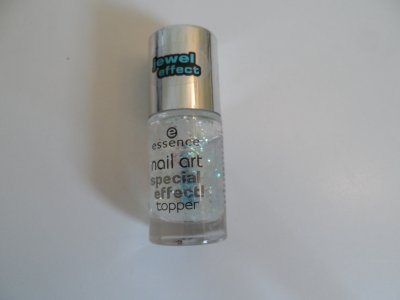 jewel
effect
essence
nail art
special
effect!
topper